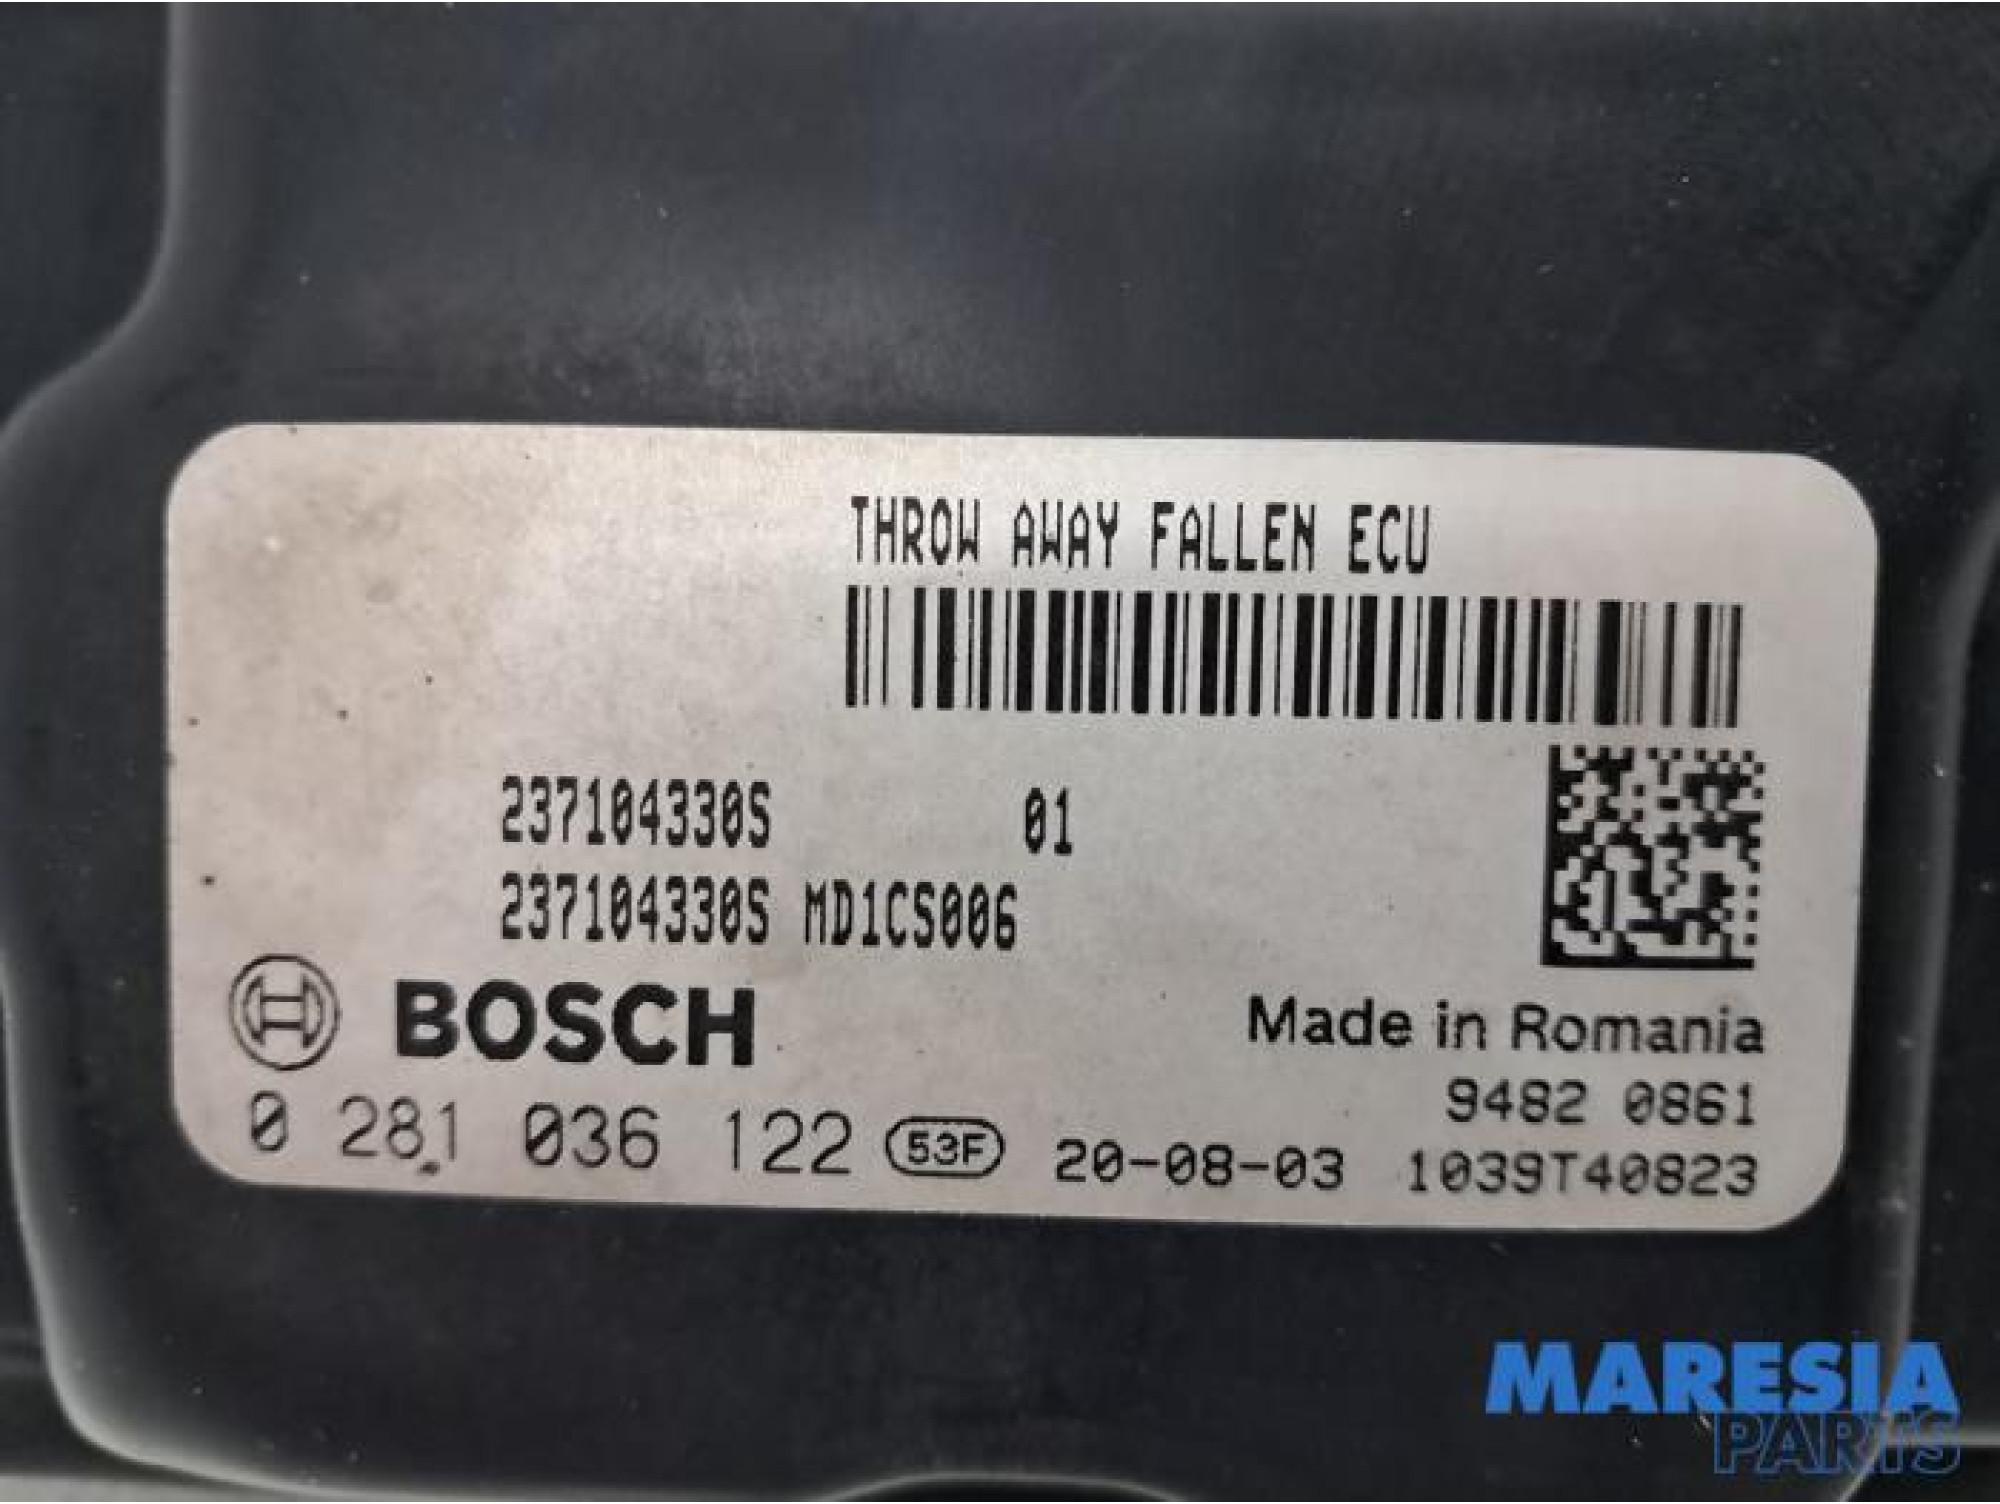 THROW AWAY FALLEN ECU
237104330S 01
237104330S MD1CS006
BOSCH
Made in Romania
9482 0861
0 281 036 122 53F 20-08-03 1039T40823
MARESIA
PARTS